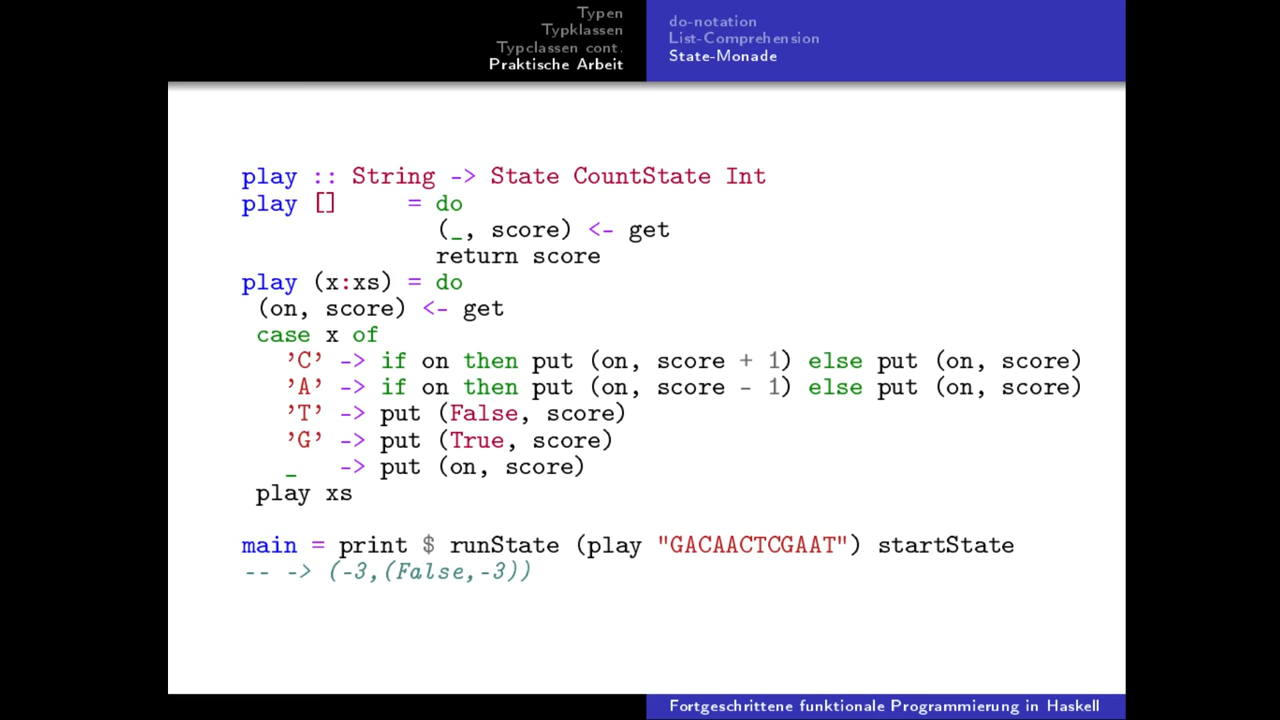 Typen
Typklassen
Typclassen cont.
Praktische Arbeit
do-notation
List-Comprehension
State-Monade
play :: String -> State CountState Int
play []      = do
              (_, score) <- get
              return score
play (x:xs) = do
 (on, score) <- get
 case x of
   ’C’ -> if on then put (on, score + 1) else put (on, score)
   ’A’ -> if on then put (on, score - 1) else put (on, score)
   ’T’ -> put (False, score)
   ’G’ -> put (True, score)
   _   -> put (on, score)
 play xs
main = print $ runState (play "GACAACTCGAAT") startState
-- -> (-3,(False,-3))
Fortgeschrittene funktionale Programmierung in Haskell